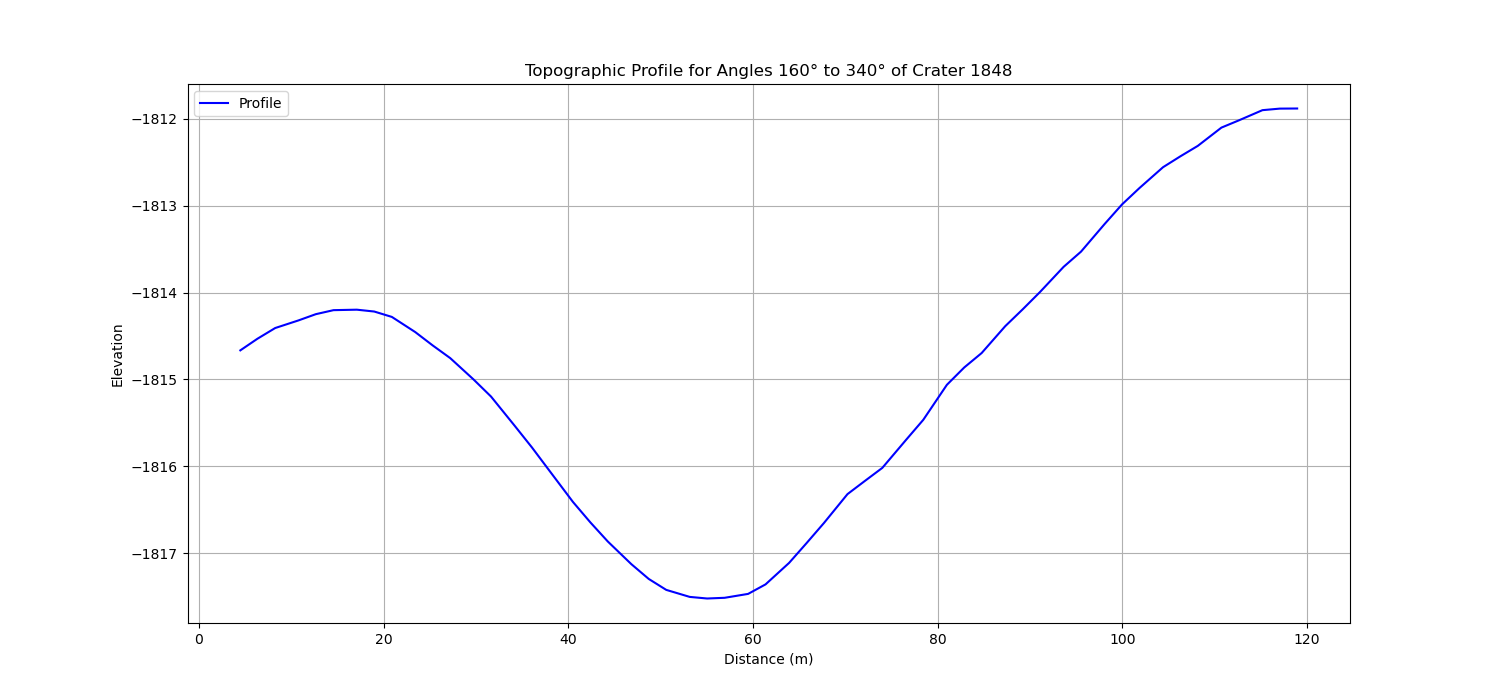 Topographic Profile for Angles 160° to 340° of Crater 1848
Profile
−1812
−1813
−1814
−1815
−1816
−1817
Elevation
0 20 40 60 80 100 120
Distance (m)